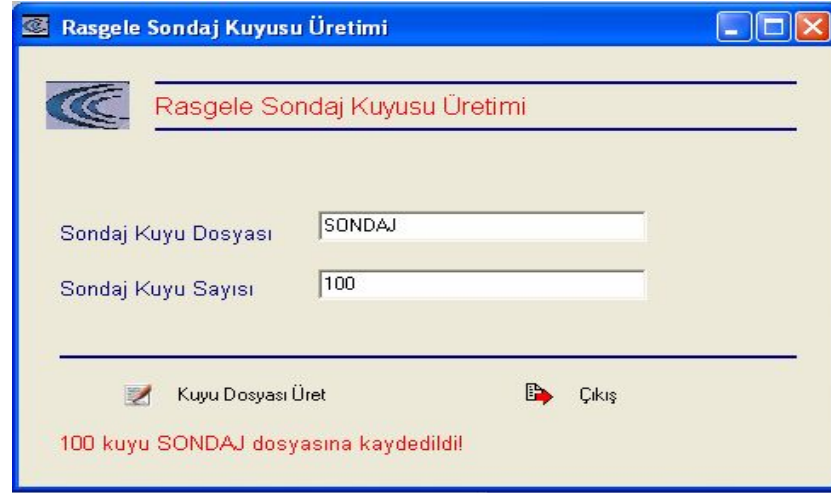 Rasgele Sondaj Kuyusu Üretimi
Rasgele Sondaj Kuyusu Üretimi
Sondaj Kuyu Dosyası SONDAJ
Sondaj Kuyu Sayısı 100
Kuyu Dosyası Üret Çıkış
100 kuyu SONDAJ dosyasına kaydedildi!